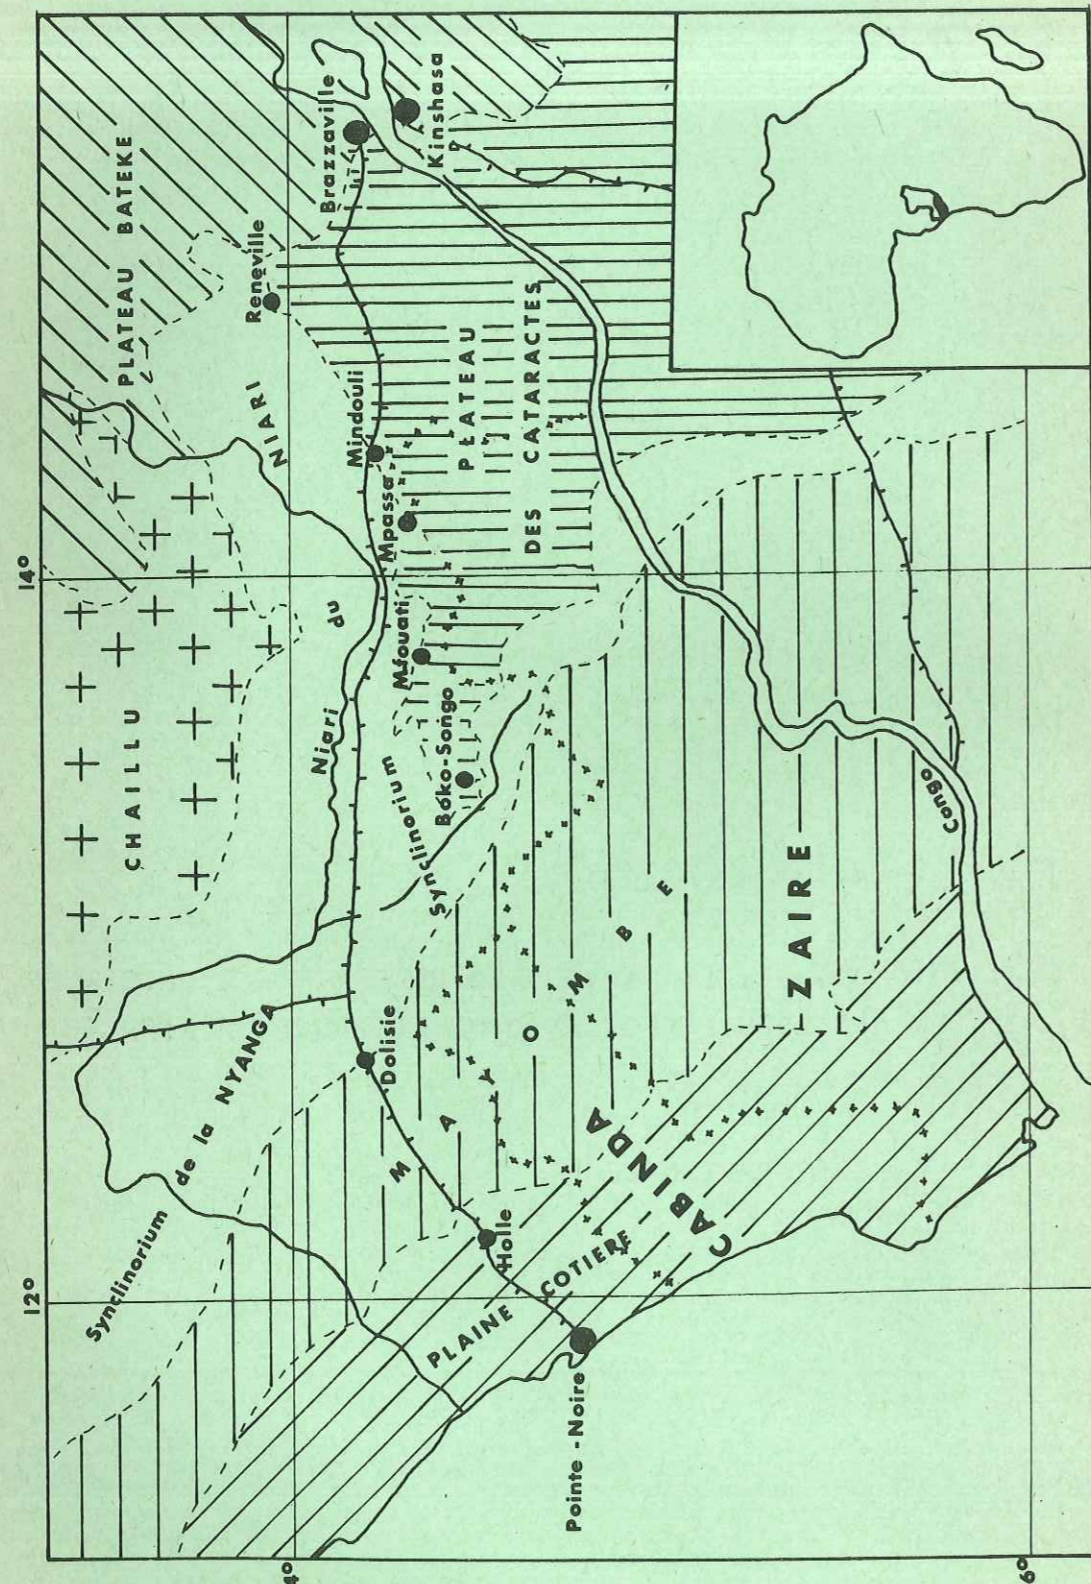 12°
14°
4°
6°
CHAILLU
PLATEAU BATEKE
Synclinorium
de la NYANGA
Niari
Synclinorium
du
NIARI
NIARI
Reneville
Brazzaville
Kinshasa
Mindouli
Mpassa
Mfouati
Boko-Songo
PLATEAU
DES CATARACTES
Dolisie
Holle
Pointe-Noire
MAYOMBE
PLAINE COTIERE
CABINDA
ZAIRE
Congo